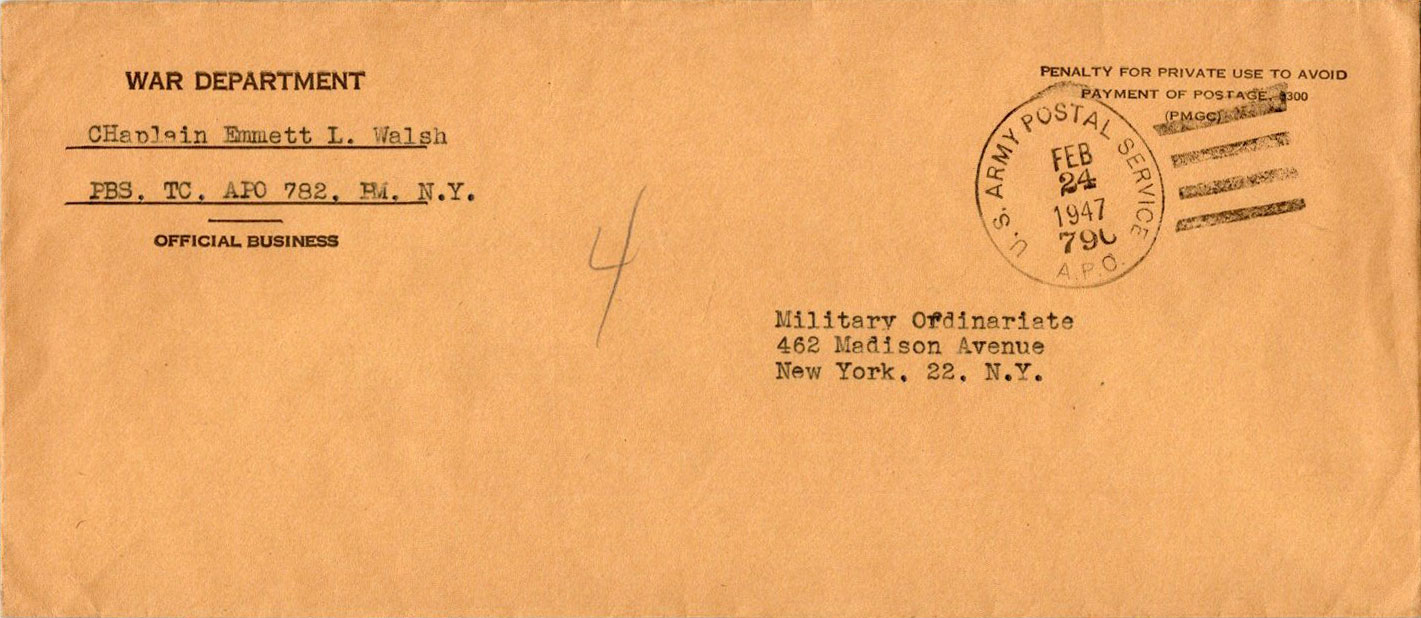 WAR DEPARTMENT
CHaplain Emmett L. Walsh
PBS. TC. APO 782. PM. N.Y.
OFFICIAL BUSINESS
4
PENALTY FOR PRIVATE USE TO AVOID
PAYMENT OF POSTAGE, $300
(PMGC)
U. S. ARMY POSTAL SERVICE
FEB
24
1947
A.P.O.
Military Ordinariate
462 Madison Avenue
New York. 22. N.Y.